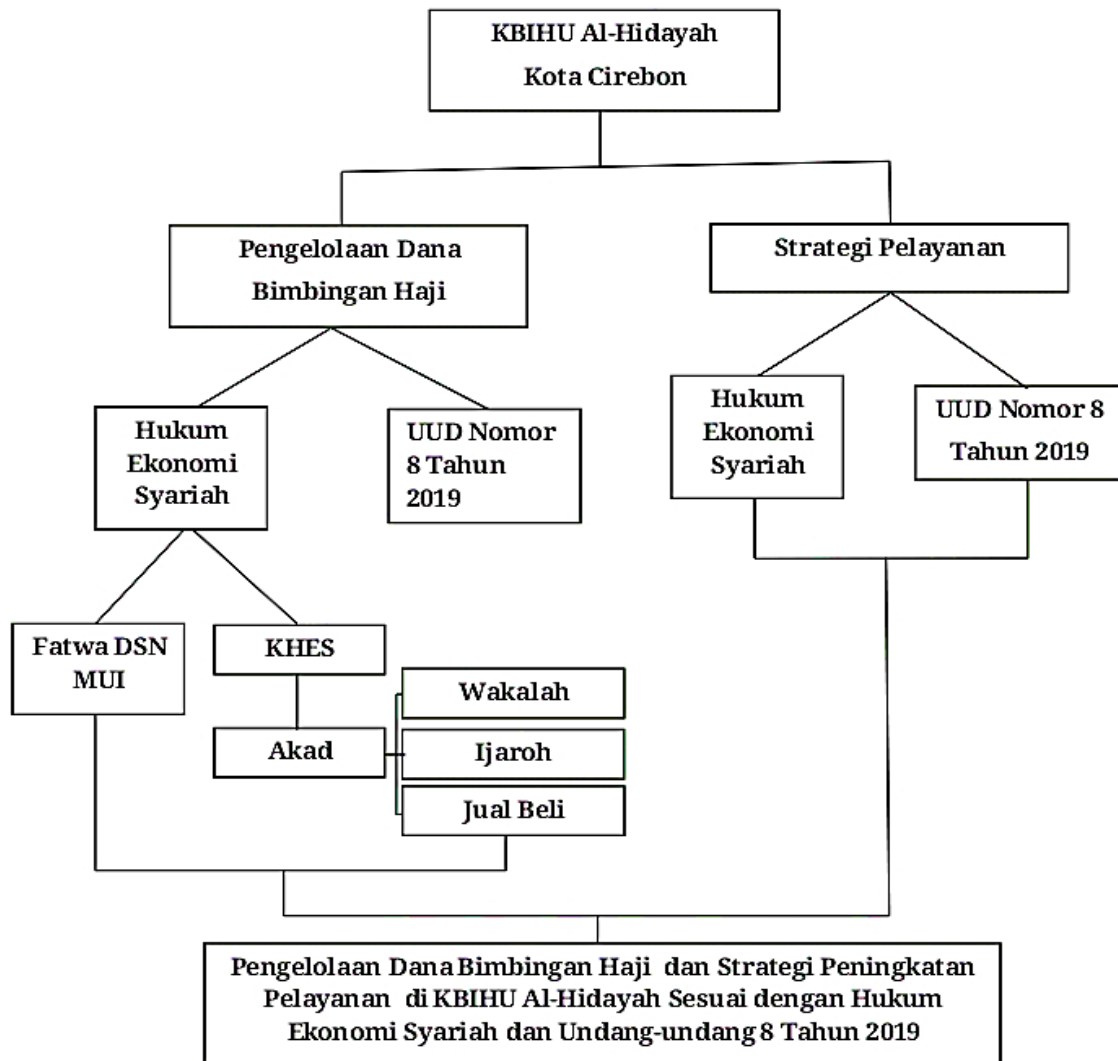 KBIHU Al-Hidayah
Kota Cirebon
Pengelolaan Dana
Bimbingan Haji
Strategi Pelayanan
Hukum
Ekonomi
Syariah
UUD Nomor
8 Tahun
2019
Hukum
Ekonomi
Syariah
UUD Nomor 8
Tahun 2019
Fatwa DSN
MUI
KHES
Akad
Wakalah
Ijaroh
Jual Beli
Pengelolaan Dana Bimbingan Haji dan Strategi Peningkatan
Pelayanan di KBIHU Al-Hidayah Sesuai dengan Hukum
Ekonomi Syariah dan Undang-undang 8 Tahun 2019